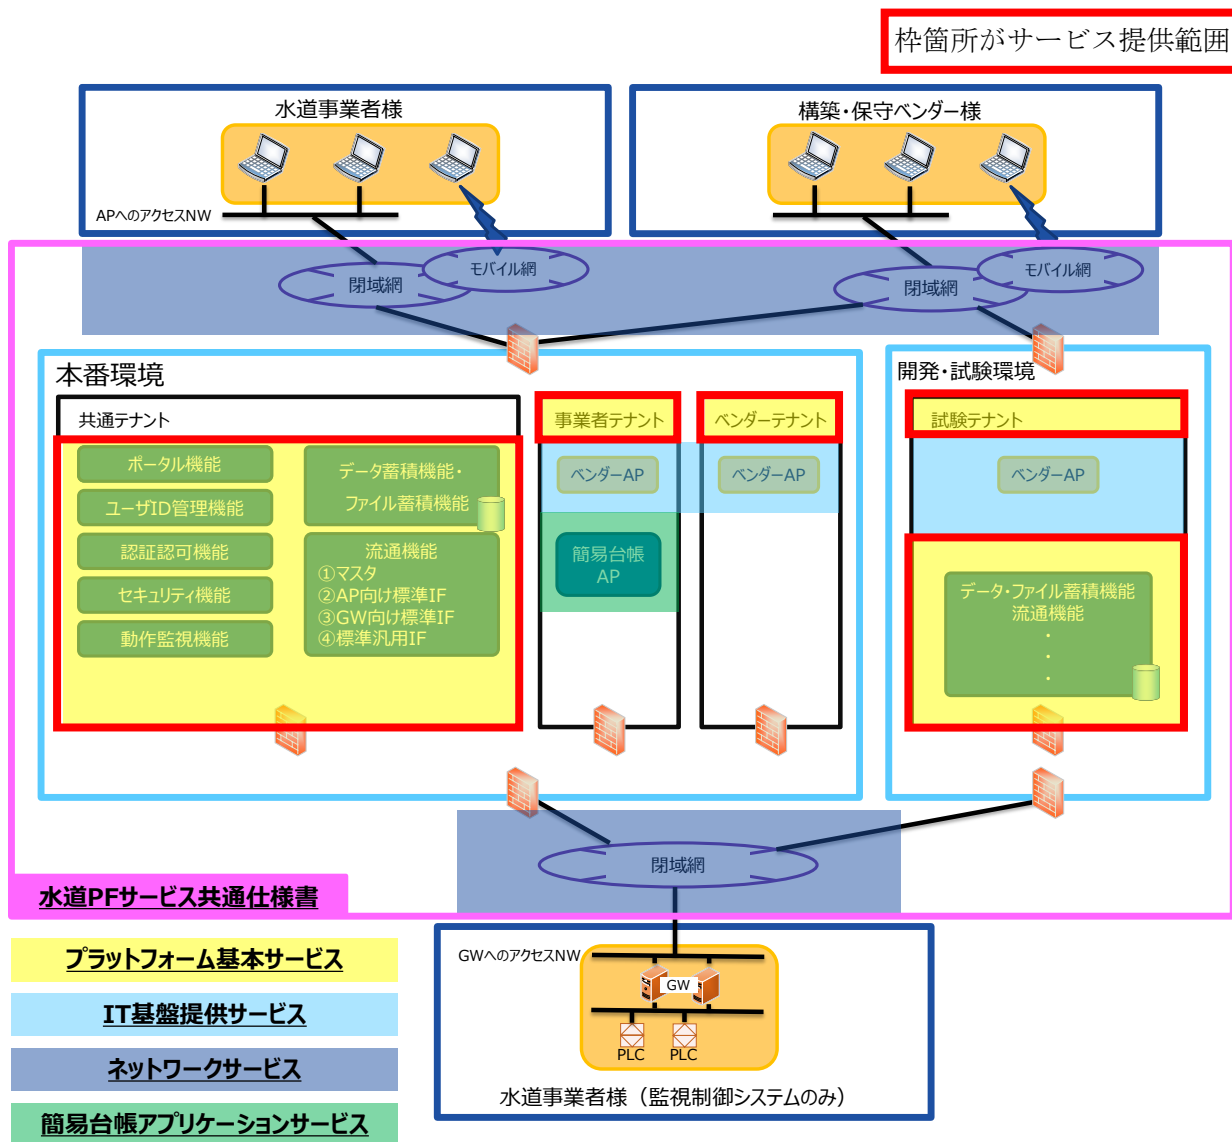 枠箇所がサービス提供範囲
水道事業者様
構築・保守ベンダー様
APへのアクセスNW
閉域網
モバイル網
閉域網
モバイル網
本番環境
開発・試験環境
共通テナント
事業者テナント
ベンダーテナント
試験テナント
ポータル機能
ユーザID管理機能
認証認可機能
セキュリティ機能
動作監視機能
データ蓄積機能・
ファイル蓄積機能
流通機能
①マスタ
②AP向け標準IF
③GW向け標準IF
④標準汎用IF
ベンダーAP
簡易台帳
AP
ベンダーAP
ベンダーAP
データ・ファイル蓄積機能
流通機能
・
・
・
閉域網
水道PFサービス共通仕様書
プラットフォーム基本サービス
IT基盤提供サービス
ネットワークサービス
簡易台帳アプリケーションサービス
GWへのアクセスNW
GW
PLC
PLC
水道事業者様（監視制御システムのみ）